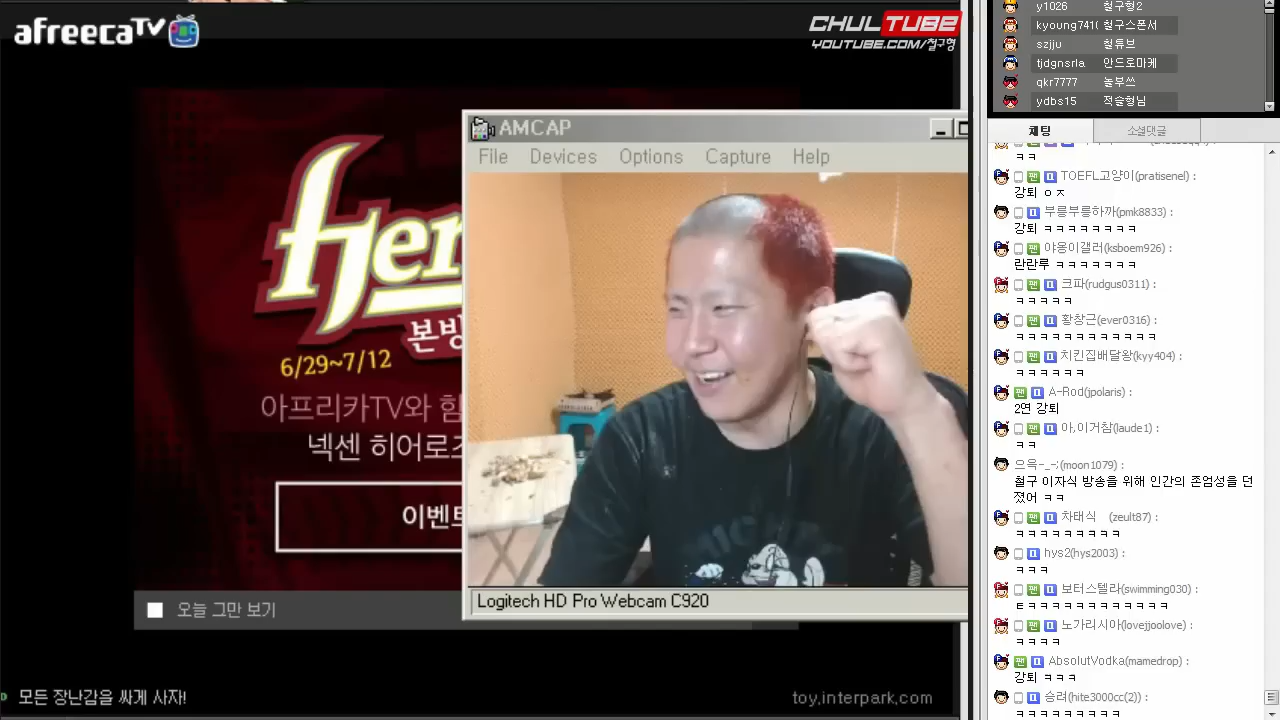 afreecaTV
CHULTUBE
YOUTUBE.COM/철구형
6/29~7/12
본방
아프리카TV와 함
넥센 히어로즈
이벤트
오늘 그만 보기
모든 장난감을 싸게 사자!
toy.interpark.com
AMCAP
File Devices Options Capture Help
Logitech HD Pro Webcam C920
y1026 철구형2
kyoung741( 철구스폰서
szjju 철튜브
tjdgnsrla 안드로마케
qkr7777 놀부쓰
ydbs15 적슬형님
채팅 소셜댓글
ㅋㅋ
TOEFL고양이(pratisenel) :
강퇴 ㅇㅈ
부릉부릉하까(pmk8833) :
강퇴 ㅋㅋㅋㅋㅋㅋㅋㅋ
야옹이갤러(ksboem926) :
란란루 ㅋㅋㅋㅋㅋㅋㅋ
크파(rudgus0311) :
ㅋㅋㅋㅋㅋ
황창근(ever0316) :
ㅋㅋㅋㅋㅋㅋㅋㅋㅋㅋㅋㅋ
치킨집배달충(kyy404) :
ㅋㅋㅋㅋㅋㅋ
A-Rod(jpolaris) :
2연 강퇴
아,이거참(laude1) :
ㅋㅋ
으윽-_-;(moon1079) :
철구 이자식 방송을 위해 인간의 존엄성을 던
졌어 ㅋㅋ
차태식 (zeult87) :
ㅋㅋㅋㅋㅋㅋㅋㅋㅋ
hys2(hys2003) :
ㅋㅋㅋ
보터스텔라(swimming030) :
ㅌㅋㅋㅋㅋㅋㅋㅋㅋㅋㅋㅋㅋ
노가리시아(lovejjoolove) :
ㅋㅋㅋㅋ
AbsolutVodka(mamedrop) :
강퇴 ㅋㅋㅋ
승려(hite3000cc(2)) :
ㅋㅋㅋㅋㅋㅋㅋㅋ